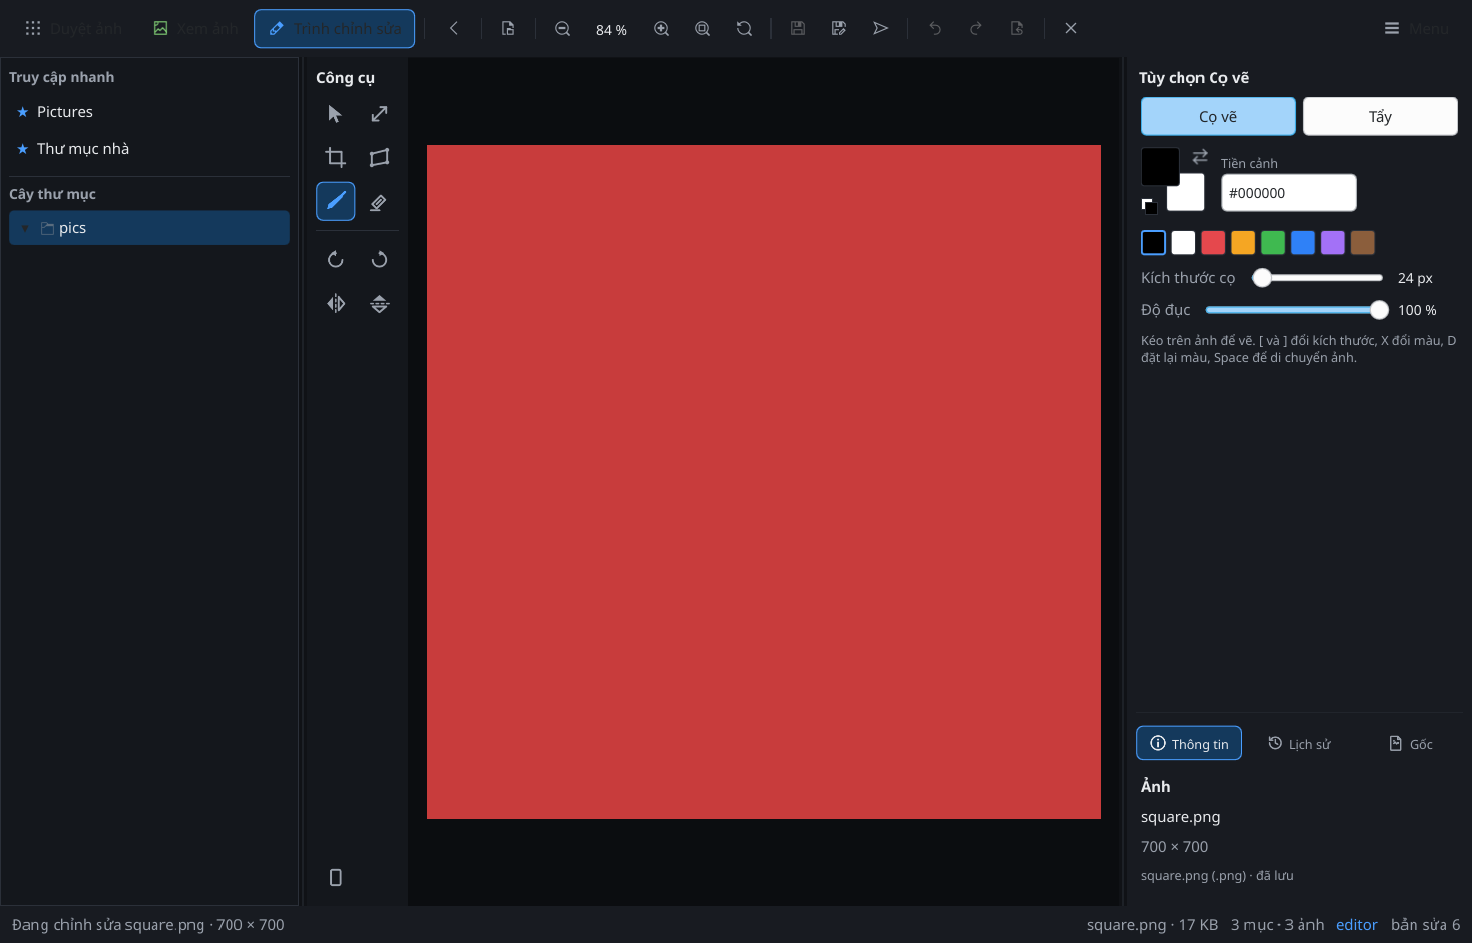 Duyệt ảnh Xem ảnh Trình chỉnh sửa 84 % Menu
Truy cập nhanh
Pictures
Thư mục nhà
Cây thư mục
pics
Công cụ
Tùy chọn Cọ vẽ
Cọ vẽ Tẩy
Tiền cảnh
#000000
Kích thước cọ 24 px
Độ đục 100 %
Kéo trên ảnh để vẽ. [ và ] đổi kích thước, X đổi màu, D
đặt lại màu, Space để di chuyển ảnh.
Thông tin Lịch sử Gốc
Ảnh
square.png
700 × 700
square.png (.png) · đã lưu
Đang chỉnh sửa square.png · 700 × 700 square.png · 17 KB 3 mục · 3 ảnh editor bản sửa 6